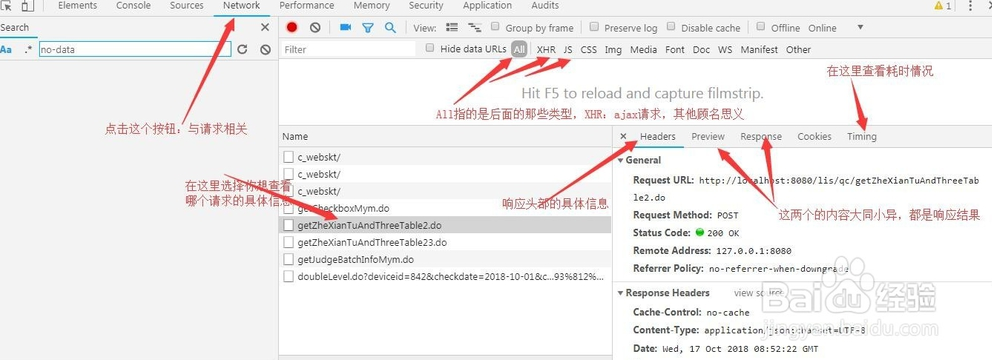 Elements Console Sources Network Performance Memory Security Application Audits 1
Search
Aa .* no-data
View: Group by frame Preserve log Disable cache Offline Online
Filter Hide data URLs All XHR JS CSS Img Media Font Doc WS Manifest Other
Hit F5 to reload and capture filmstrip.
在这里查看耗时情况
All指的是后面的那些类型，XHR：ajax请求，其他顾名思义
点击这个按钮：与请求相关
Name
c_webskt/
c_webskt/
c_webskt/
getCheckboxMym.do
getZheXianTuAndThreeTable2.do
getZheXianTuAndThreeTable23.do
getJudgeBatchInfoMym.do
doubleLevel.do?deviceid=842&checkdate=2018-10-01&c...93%812%...
在这里选择你想查看
哪个请求的具体信息
响应头部的具体信息
× Headers Preview Response Cookies Timing
General
Request URL: http://localhost:8080/lis/qc/getZheXianTuAndThreeTab
le2.do
Request Method: POST
Status Code: 200 OK
Remote Address: 127.0.0.1:8080
Referrer Policy: no-referrer-when-downgrade
这两个的内容大同小异，都是响应结果
Response Headers view source
Cache-Control: no-cache
Content-Type: application/json;charset=UTF-8
Date: Wed, 17 Oct 2018 08:52:22 GMT
Baidu 经验
jingyan.baidu.com